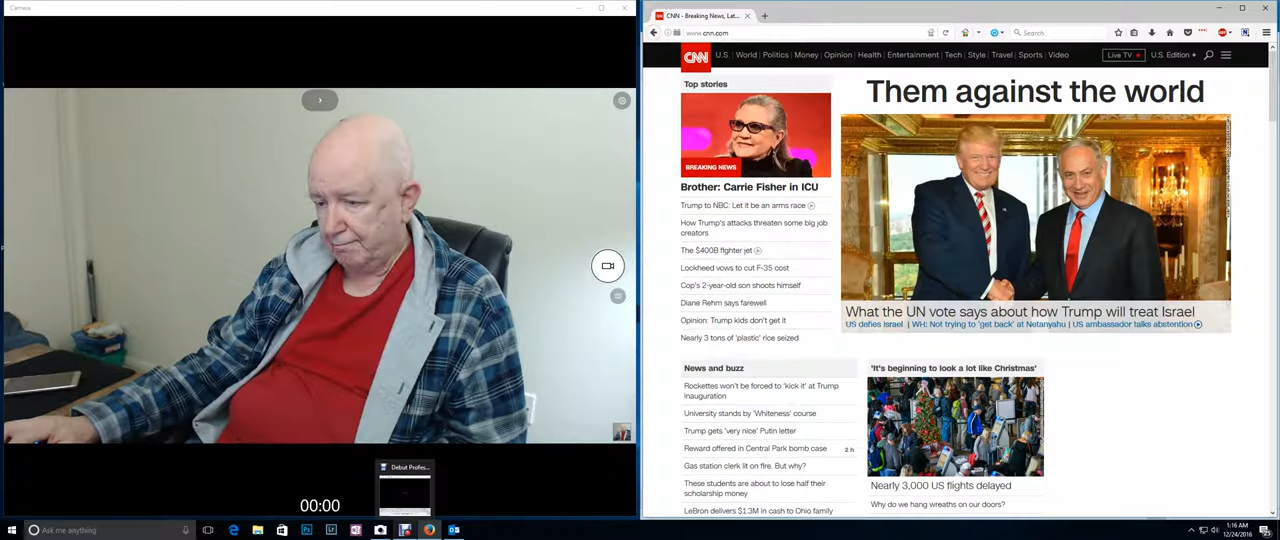 Camera
00:00
Debut Profes...
CNN - Breaking News, Lat...
www.cnn.com
Search
CNN
U.S. | World | Politics | Money | Opinion | Health | Entertainment | Tech | Style | Travel | Sports | Video
Live TV
U.S. Edition
Top stories
BREAKING NEWS
Brother: Carrie Fisher in ICU
Trump to NBC: Let it be an arms race
How Trump's attacks threaten some big job
creators
The $400B fighter jet
Lockheed vows to cut F-35 cost
Cop's 2-year-old son shoots himself
Diane Rehm says farewell
Opinion: Trump kids don't get it
Nearly 3 tons of 'plastic' rice seized
Them against the world
What the UN vote says about how Trump will treat Israel
US defies Israel | WH: Not trying to 'get back' at Netanyahu | US ambassador talks abstention
News and buzz
Rockettes won't be forced to 'kick it' at Trump
inauguration
University stands by 'Whiteness' course
Trump gets 'very nice' Putin letter
Reward offered in Central Park bomb case 2 h
Gas station clerk lit on fire. But why?
These students are about to lose half their
scholarship money
LeBron delivers $1.3M in cash to Ohio family
'It's beginning to look a lot like Christmas'
Nearly 3,000 US flights delayed
Why do we hang wreaths on our doors?
Ask me anything
Ps
Lr
1:16 AM
12/24/2016